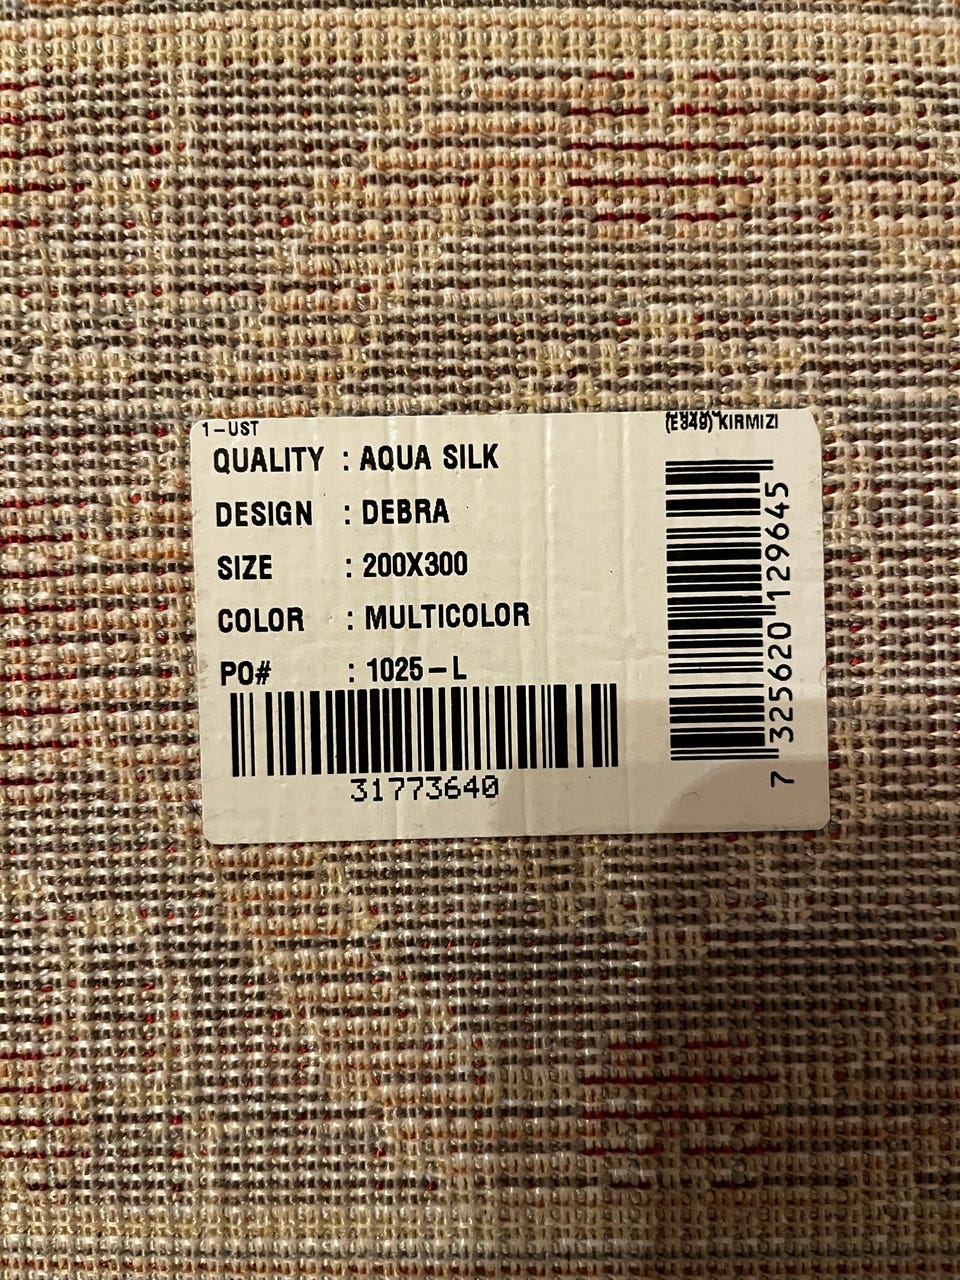 1-UST
(E349) KIRMIZI
QUALITY : AQUA SILK
DESIGN : DEBRA
SIZE : 200X300
COLOR : MULTICOLOR
PO# : 1025-L
31773640
7 325620 129645